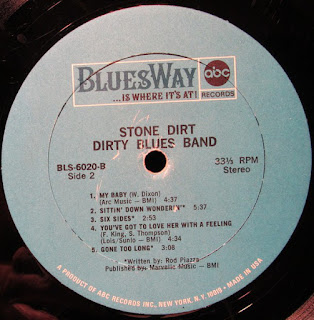 BLUESWAY abc
...IS WHERE IT'S AT! RECORDS
STONE DIRT
DIRTY BLUES BAND
BLS-6020-B 33⅓ RPM
Side 2 Stereo
1. MY BABY (W. Dixon)
(Arc Music - BMI) 4:37
2. SITTIN' DOWN WONDERIN'* 5:37
3. SIX SIDES* 2:53
4. YOU'VE GOT TO LOVE HER WITH A FEELING
(F. King, S. Thompson)
(Lois/Sunio - BMI) 4:34
5. GONE TOO LONG* 3:08
*Written by: Rod Piazza
Published by: Marvalic Music - BMI
A PRODUCT OF ABC RECORDS INC., NEW YORK, N.Y. 10019 • MADE IN USA